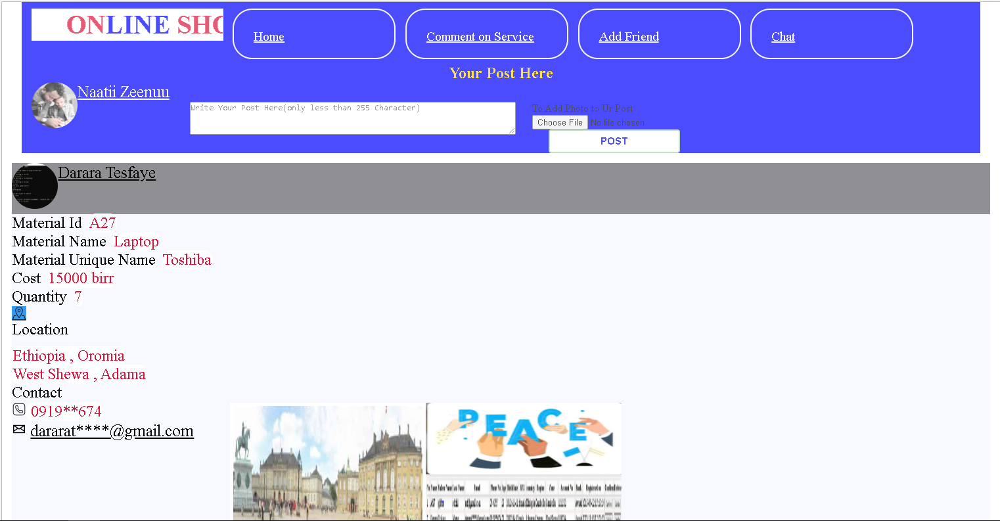 ONLINE SHO
Home
Comment on Service
Add Friend
Chat
Your Post Here
Naatii Zeenuu
Write Your Post Here(only less than 255 Character)
To Add Photo to Ur Post
Choose File No file chosen
POST
Darara Tesfaye
Material Id A27
Material Name Laptop
Material Unique Name Toshiba
Cost 15000 birr
Quantity 7
Location
Ethiopia , Oromia
West Shewa , Adama
Contact
0919**674
dararat****@gmail.com
PEACE